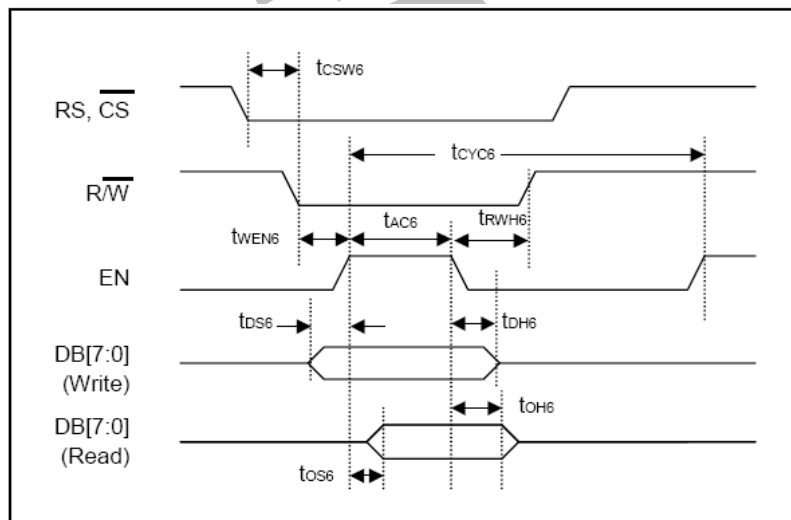 tCSW6
RS, CS
tCYC6
R/W
tWEN6
tAC6
tRWH6
EN
tDS6
tDH6
DB[7:0]
(Write)
tOH6
DB[7:0]
(Read)
tOS6